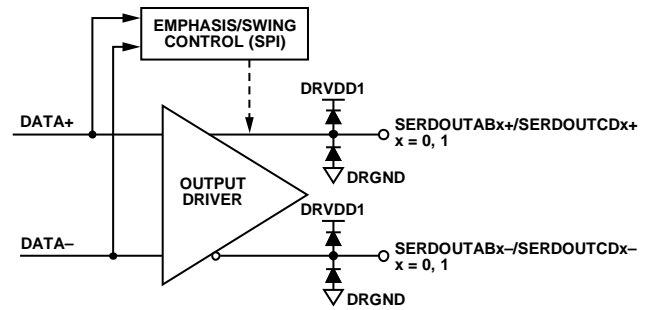 EMPHASIS/SWING
CONTROL (SPI)
DRVDD1
DATA+
SERDOUTABx+/SERDOUTCDx+
x = 0, 1
DRGND
OUTPUT
DRIVER
DRVDD1
DATA–
SERDOUTABx–/SERDOUTCDx–
x = 0, 1
DRGND